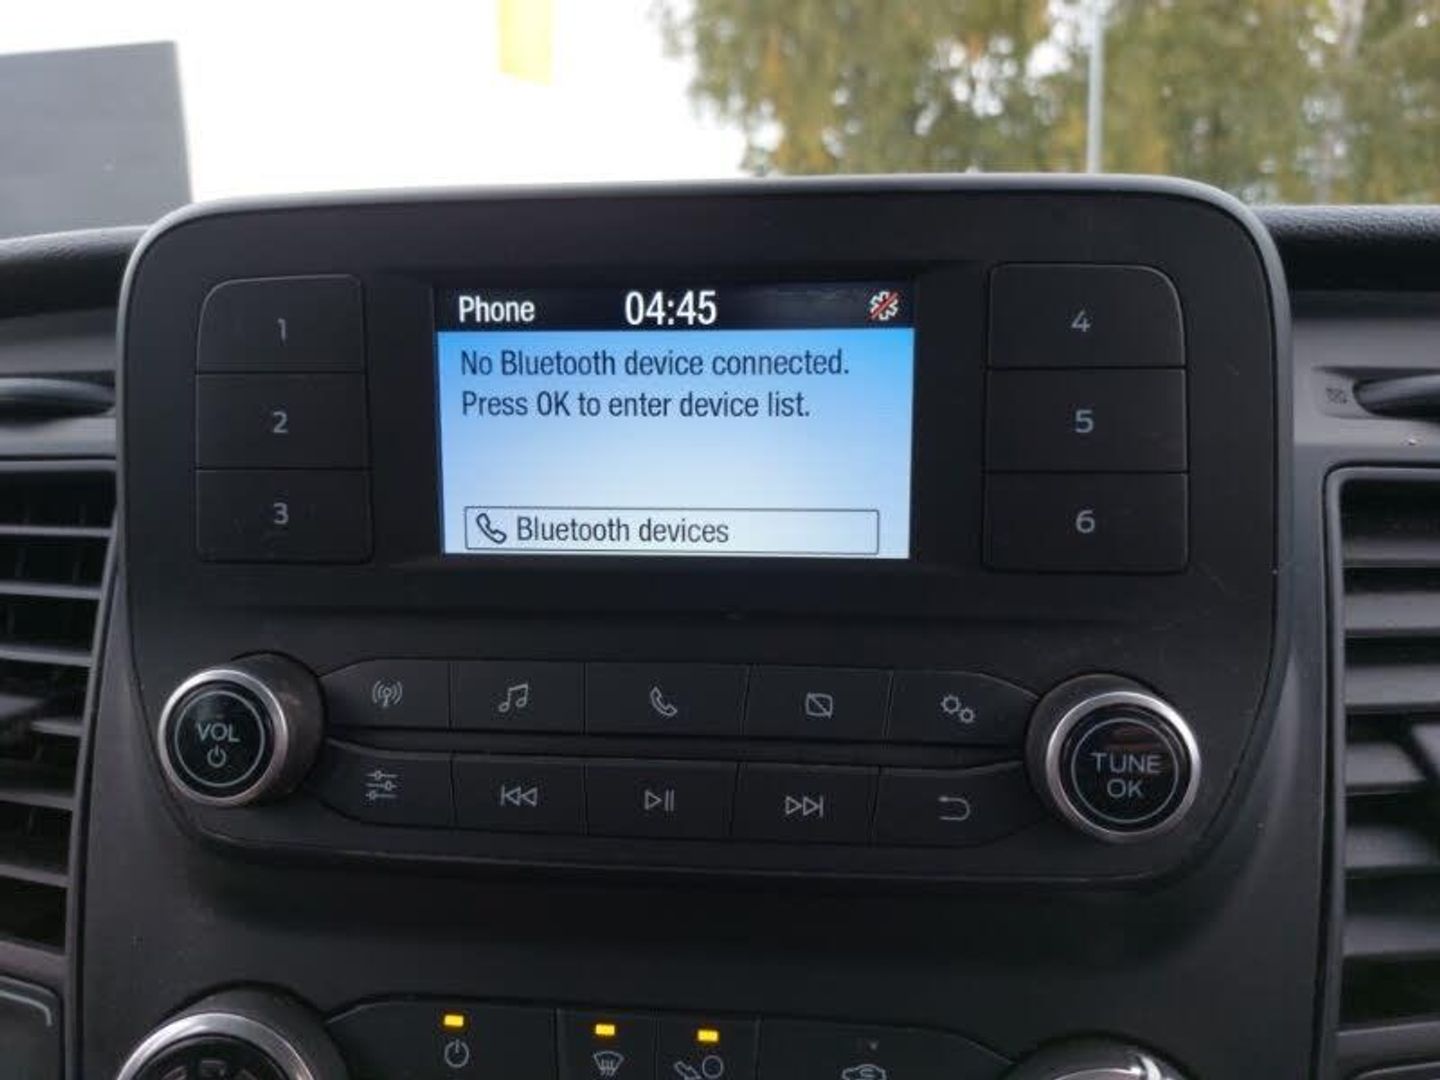 Phone 04:45
No Bluetooth device connected.
Press OK to enter device list.
Bluetooth devices
1
2
3
4
5
6
VOL
TUNE
OK